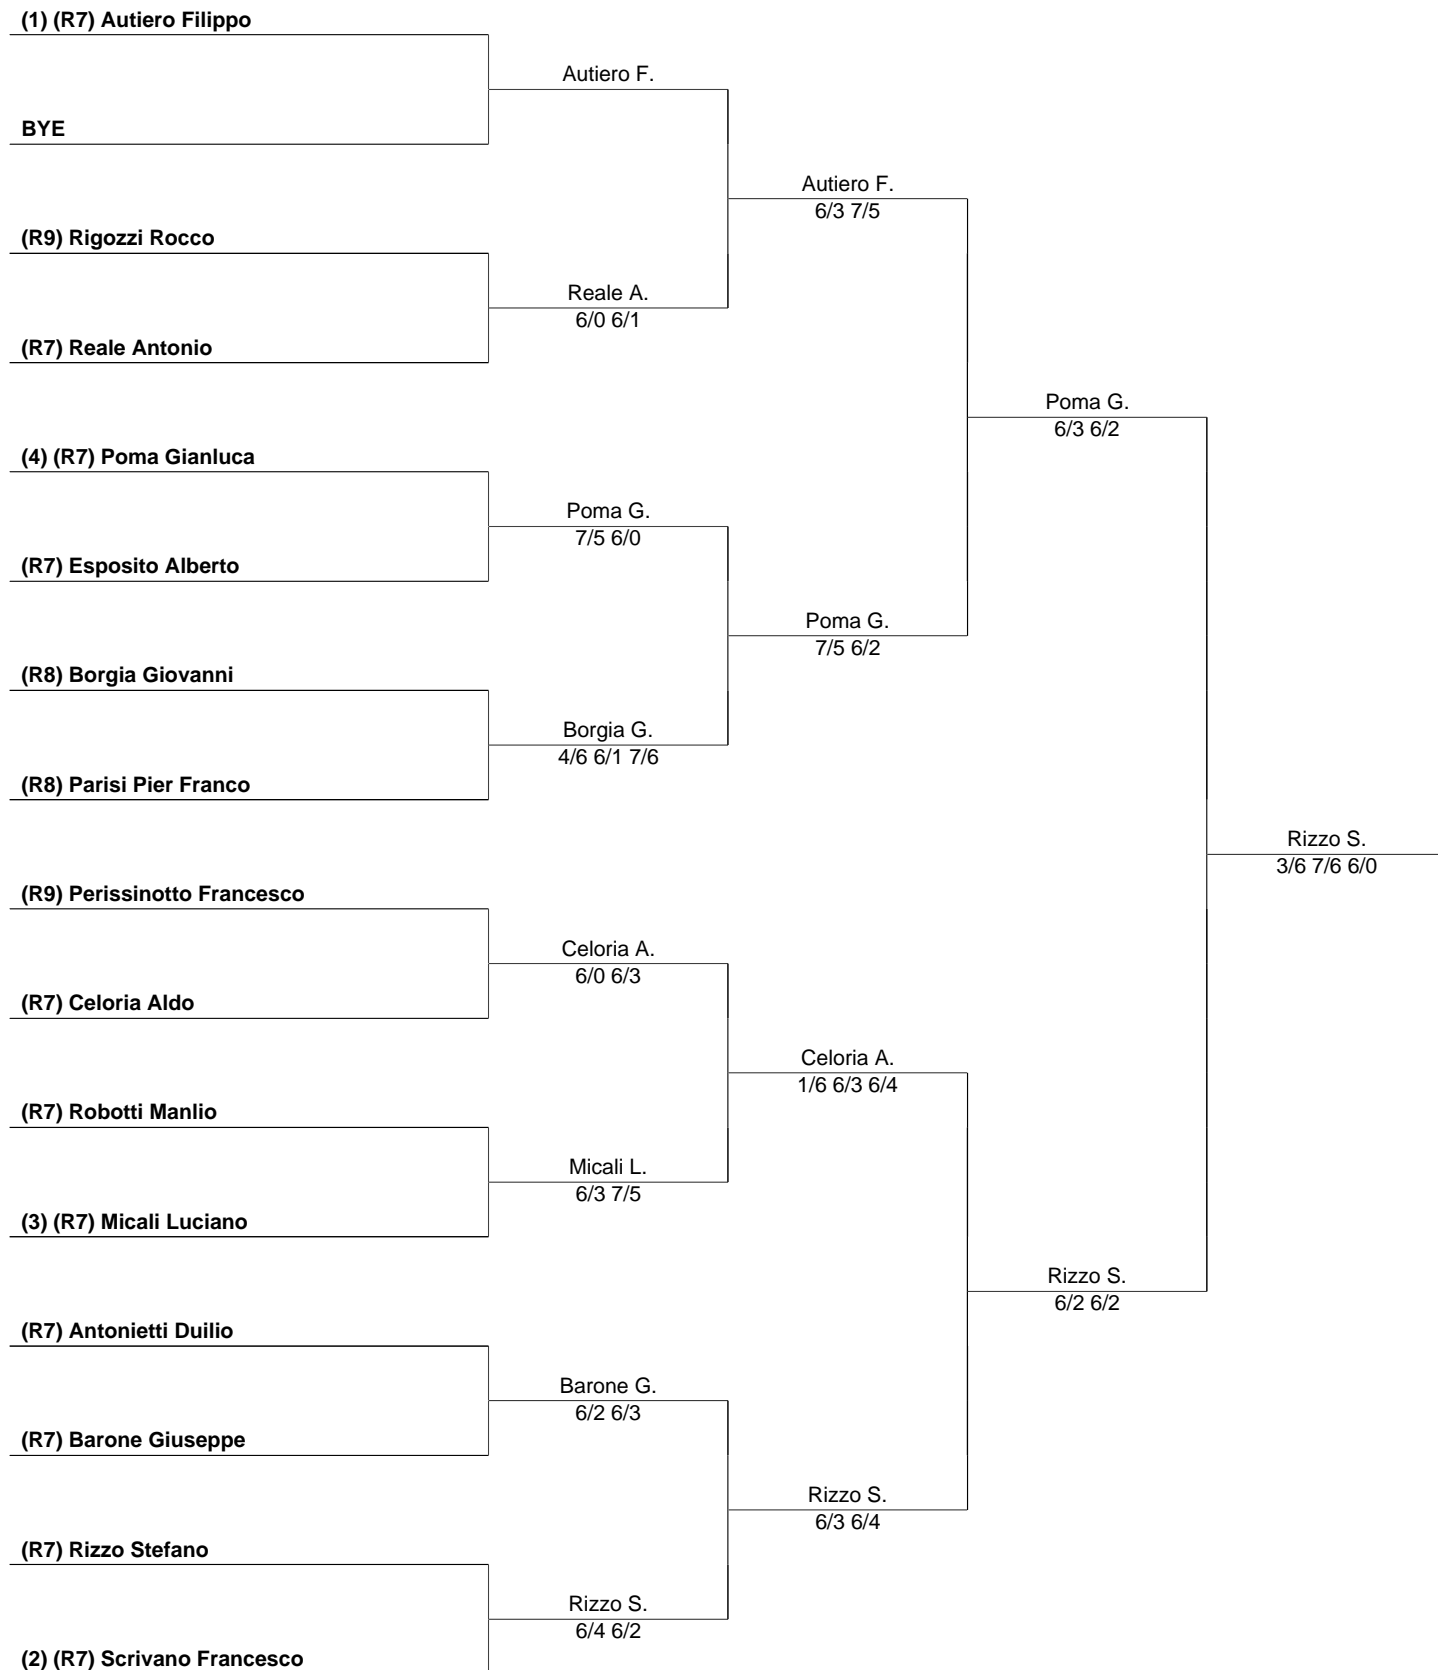 (1) (R7) Autiero Filippo
Autiero F.
BYE
Autiero F.
6/3 7/5
(R9) Rigozzi Rocco
Reale A.
6/0 6/1
(R7) Reale Antonio
Poma G.
6/3 6/2
(4) (R7) Poma Gianluca
Poma G.
7/5 6/0
(R7) Esposito Alberto
Poma G.
7/5 6/2
(R8) Borgia Giovanni
Borgia G.
4/6 6/1 7/6
(R8) Parisi Pier Franco
Rizzo S.
3/6 7/6 6/0
(R9) Perissinotto Francesco
Celoria A.
6/0 6/3
(R7) Celoria Aldo
Celoria A.
1/6 6/3 6/4
(R7) Robotti Manlio
Micali L.
6/3 7/5
(3) (R7) Micali Luciano
Rizzo S.
6/2 6/2
(R7) Antonietti Duilio
Barone G.
6/2 6/3
(R7) Barone Giuseppe
Rizzo S.
6/3 6/4
(R7) Rizzo Stefano
Rizzo S.
6/4 6/2
(2) (R7) Scrivano Francesco